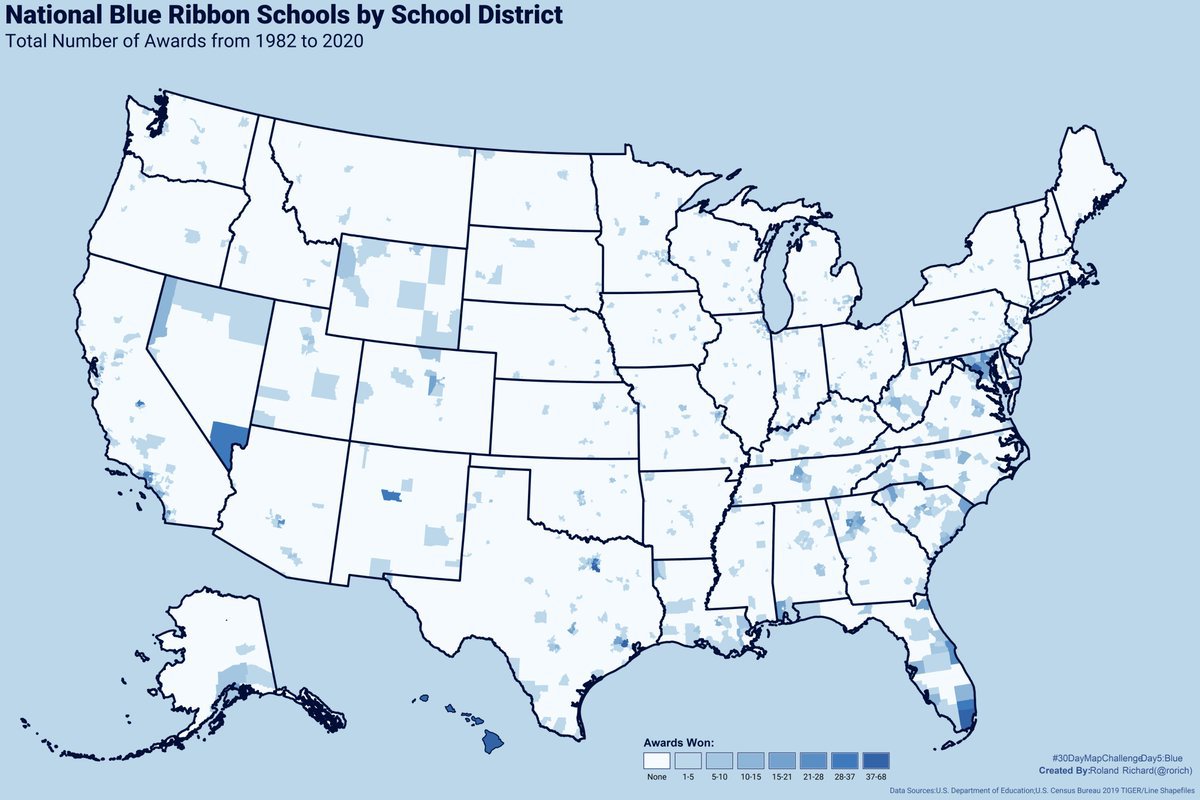 National Blue Ribbon Schools by School District
Total Number of Awards from 1982 to 2020
Awards Won:
None 1-5 5-10 10-15 15-21 21-28 28-37 37-68
#30DayMapChallengeDay5:Blue
Created By:Roland Richard(@rorich)
Data Sources:U.S. Department of Education;U.S. Census Bureau 2019 TIGER/Line Shapefiles